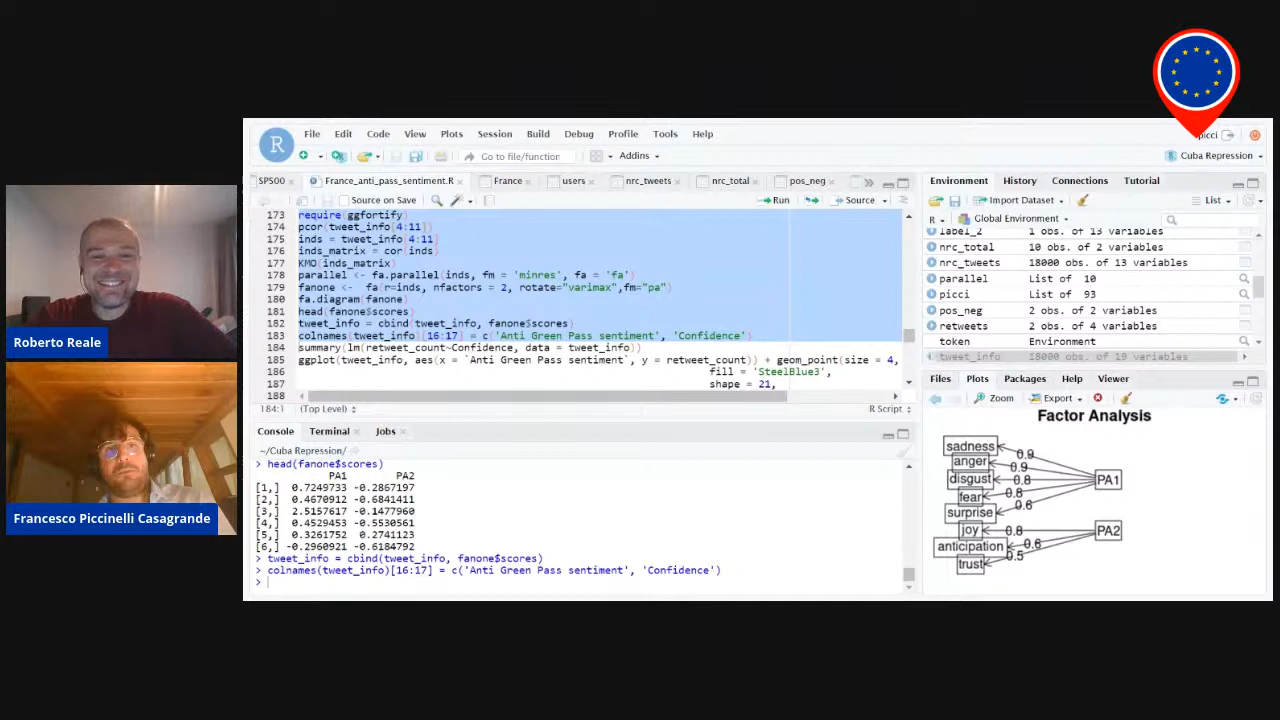 Roberto Reale
Francesco Piccinelli Casagrande
R
File Edit Code View Plots Session Build Debug Profile Tools Help
picci
Go to file/function
Addins
Cuba Repression
SP500
France_anti_pass_sentiment.R
France
users
nrc_tweets
nrc_total
pos_neg
Source on Save
Run
Source
173 require(ggfortify)
174 pcor(tweet_info[4:11])
175 inds = tweet_info[4:11]
176 inds_matrix = cor(inds)
177 KMO(inds_matrix)
178 parallel <- fa.parallel(inds, fm = 'minres', fa = 'fa')
179 fanone <- fa(r=inds, nfactors = 2, rotate="varimax",fm="pa")
180 fa.diagram(fanone)
181 head(fanone$scores)
182 tweet_info = cbind(tweet_info, fanone$scores)
183 colnames(tweet_info)[16:17] = c('Anti Green Pass sentiment', 'Confidence')
184 summary(lm(retweet_count~Confidence, data = tweet_info))
185 ggplot(tweet_info, aes(x = `Anti Green Pass sentiment`, y = retweet_count)) + geom_point(size = 4,
186 fill = 'SteelBlue3',
187 shape = 21,
188
184:1 (Top Level)
R Script
Console Terminal Jobs
~/Cuba Repression/
> head(fanone$scores)
PA1 PA2
[1,] 0.7249733 -0.2867197
[2,] 0.4670912 -0.6841411
[3,] 2.5157617 -0.1477960
[4,] 0.4529453 -0.5530561
[5,] 0.3261752 0.2741123
[6,] -0.2960921 -0.6184792
> tweet_info = cbind(tweet_info, fanone$scores)
> colnames(tweet_info)[16:17] = c('Anti Green Pass sentiment', 'Confidence')
>
Environment History Connections Tutorial
Import Dataset
List
R
Global Environment
label_2 1 obs. of 13 variables
nrc_total 10 obs. of 2 variables
nrc_tweets 18000 obs. of 13 variables
parallel List of 10
picci List of 93
pos_neg 2 obs. of 2 variables
retweets 2 obs. of 4 variables
token Environment
tweet_info 18000 obs. of 19 variables
Files Plots Packages Help Viewer
Zoom
Export
Factor Analysis
sadness
anger
disgust
fear
surprise
joy
anticipation
trust
0.9
0.9
0.8
0.8
0.6
0.8
0.6
0.5
PA1
PA2